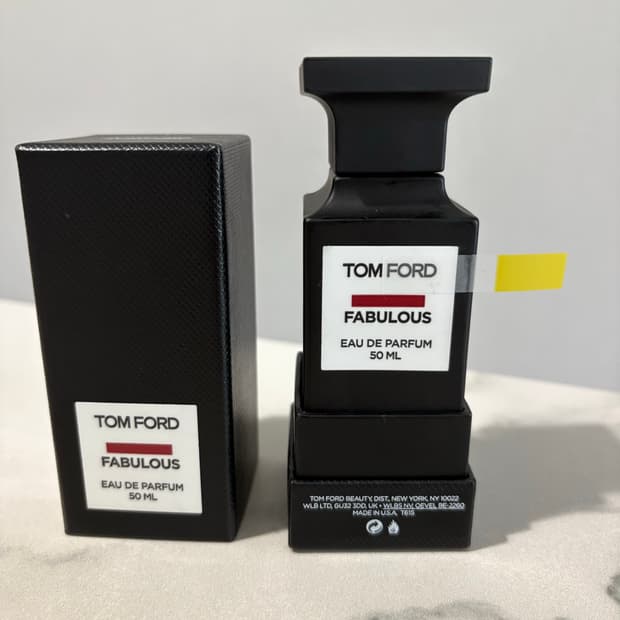 TOM FORD
FABULOUS
EAU DE PARFUM
50 ML
TOM FORD
FABULOUS
EAU DE PARFUM
50 ML
TOM FORD BEAUTY, DIST., NEW YORK, NY 10022
WLB LTD, GU32 3DD, UK • WLBS NV, OEVEL BE-2260
MADE IN U.S.A. T615